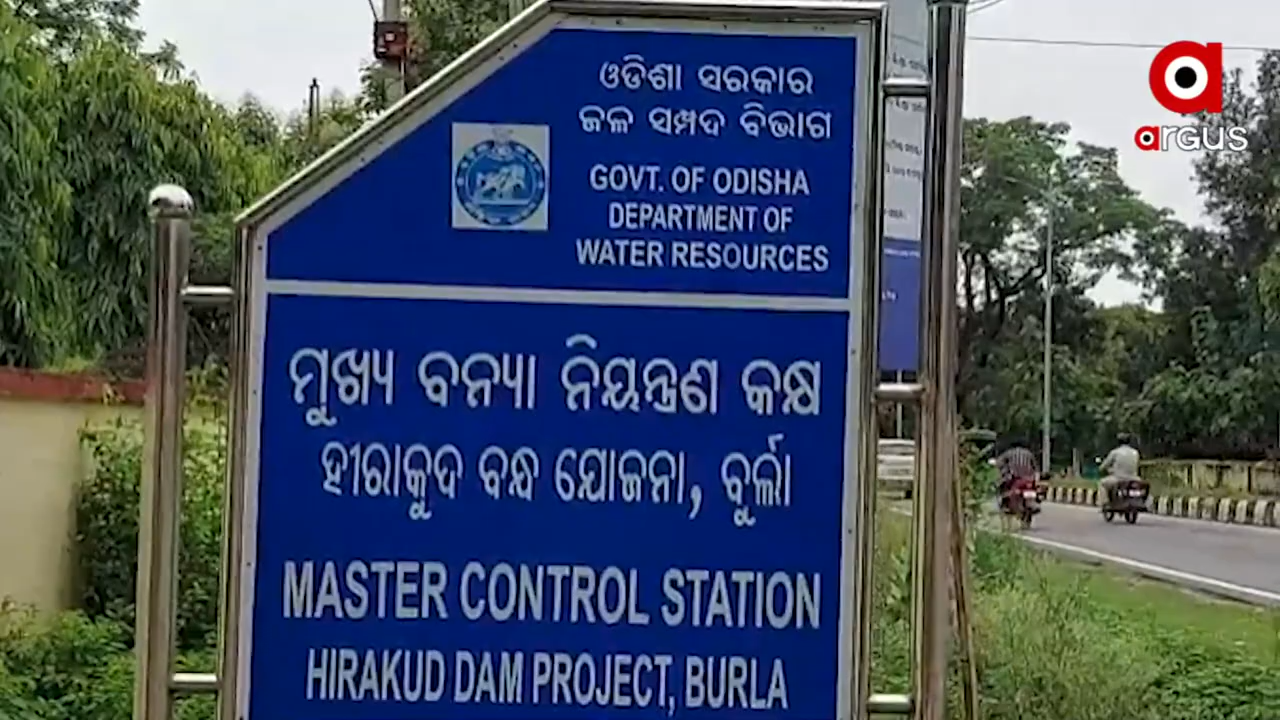 ଓଡିଶା ସରକାର
ଜଳ ସମ୍ପଦ ବିଭାଗ
GOVT. OF ODISHA
DEPARTMENT OF
WATER RESOURCES
ମୁଖ୍ୟ ବନ୍ୟା ନିୟନ୍ତ୍ରଣ କକ୍ଷ
ହୀରାକୁଦ ବନ୍ଧ ଯୋଜନା, ବୁର୍ଲା
MASTER CONTROL STATION
HIRAKUD DAM PROJECT, BURLA
argus